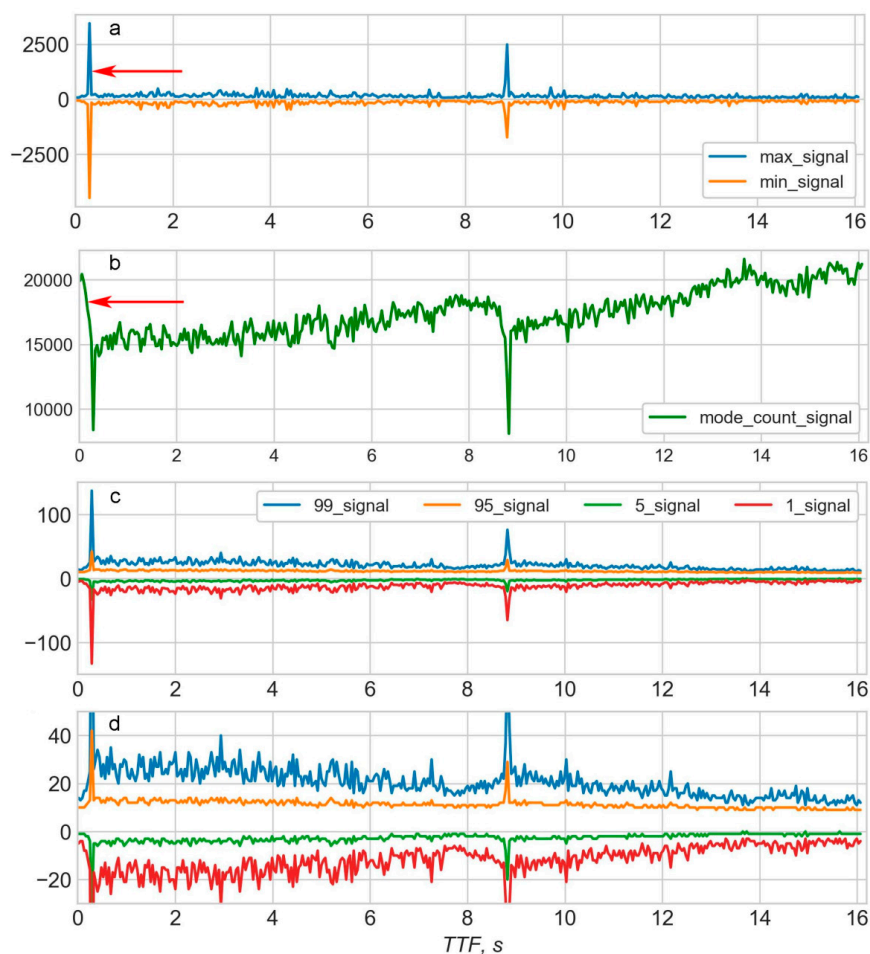 a
2500
0
−2500
max_signal
min_signal
0 2 4 6 8 10 12 14 16
b
20000
15000
10000
mode_count_signal
0 2 4 6 8 10 12 14 16
c
99_signal 95_signal 5_signal 1_signal
100
0
−100
0 2 4 6 8 10 12 14 16
d
40
20
0
−20
0 2 4 6 8 10 12 14 16
TTF, s